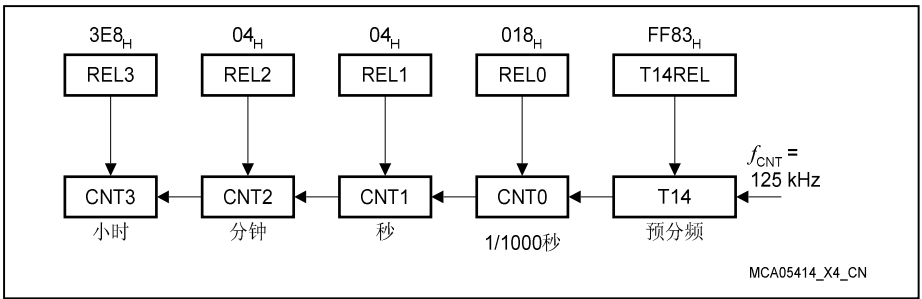 3E8H 04H 04H 018H FF83H
REL3 REL2 REL1 REL0 T14REL
fCNT =
125 kHz
CNT3 CNT2 CNT1 CNT0 T14
小时 分钟 秒 1/1000秒 预分频
MCA05414_X4_CN